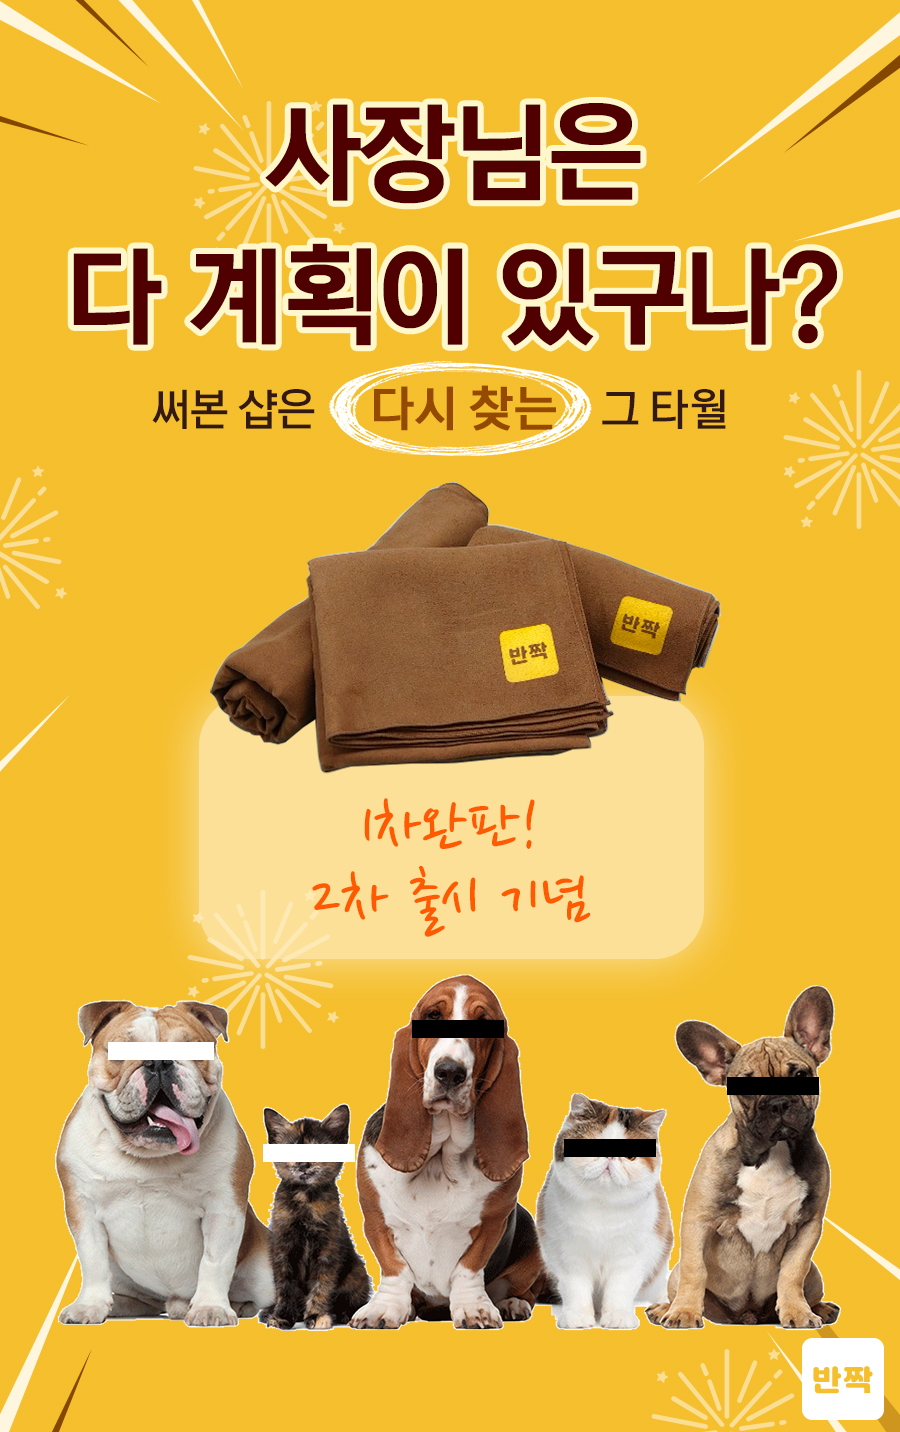 사장님은
다 계획이 있구나?
써본 샵은 다시 찾는 그 타월
반짝
반짝
1차완판!
2차 출시 기념
반짝